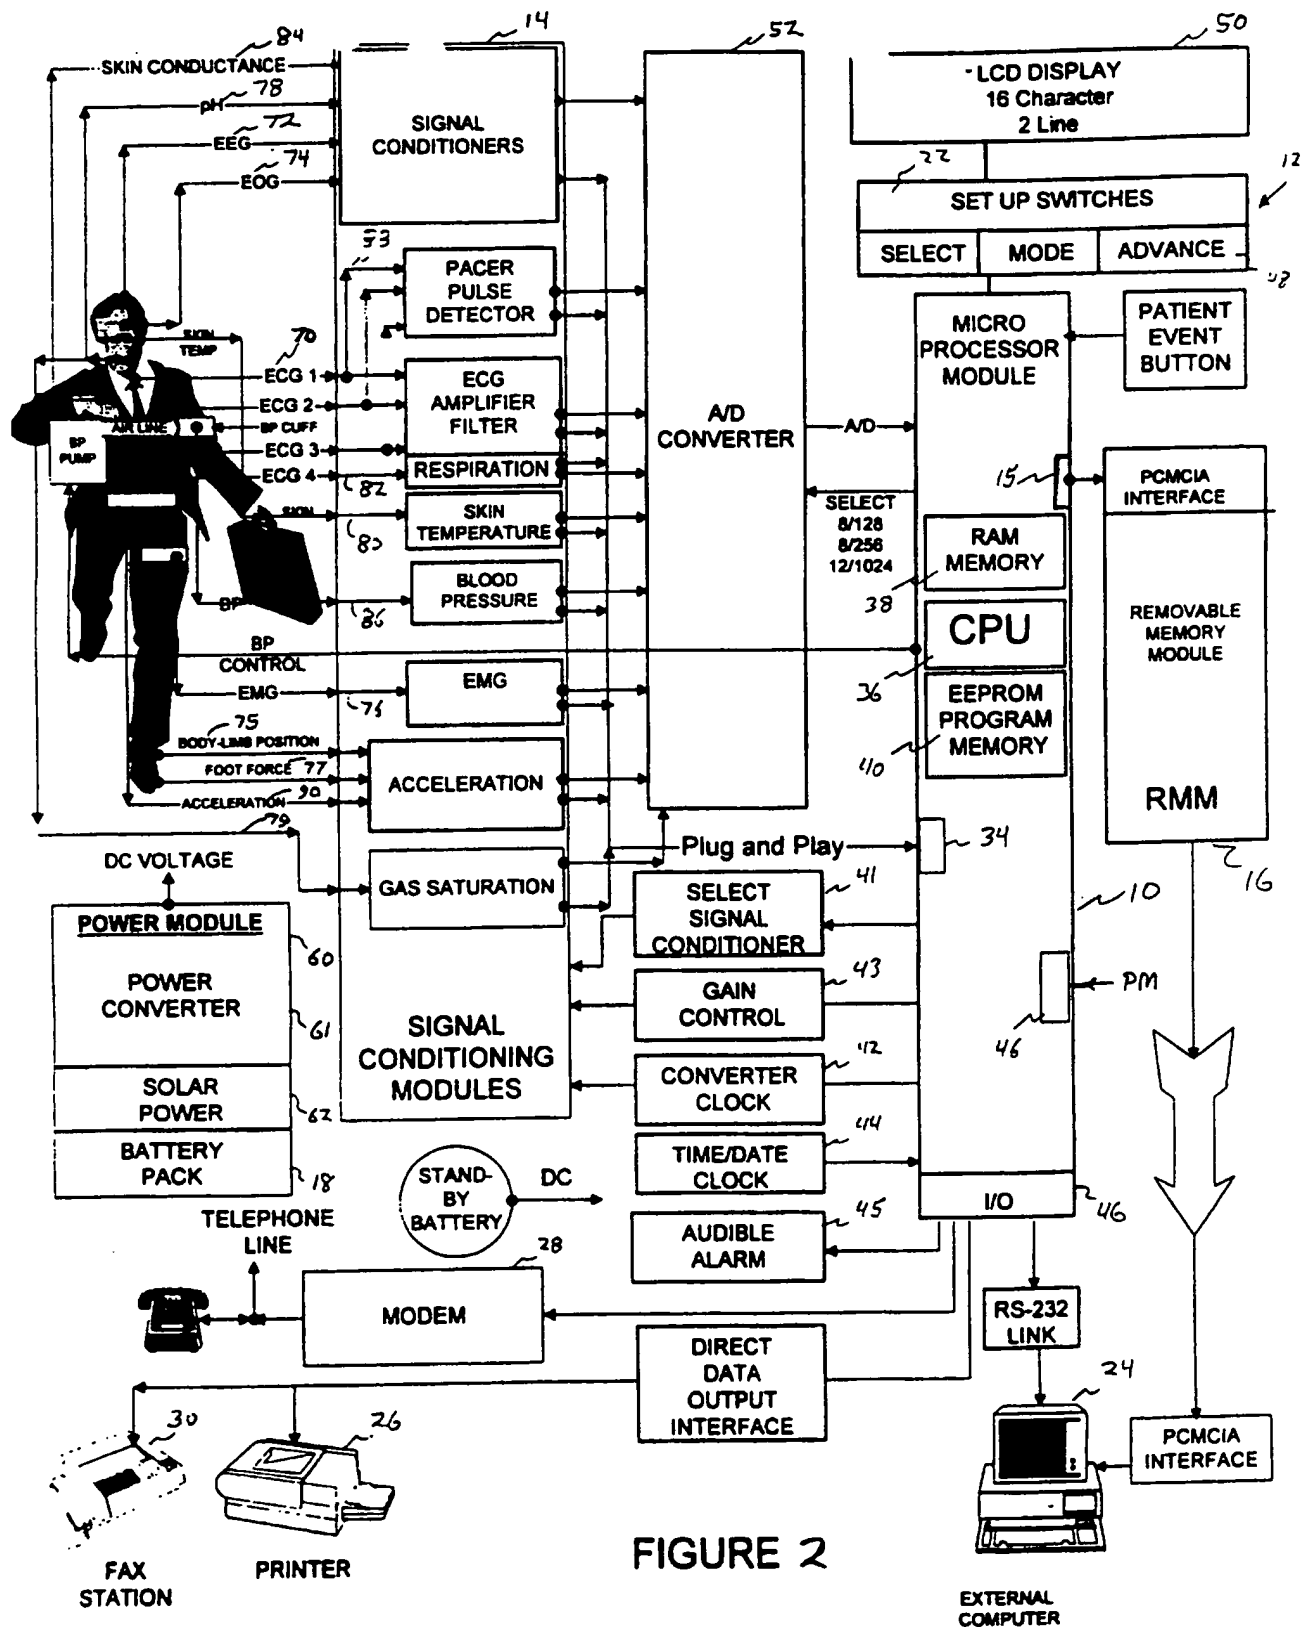 84
14
52
50
SKIN CONDUCTANCE
pH 78
EEG 72
EOG 74
SIGNAL
CONDITIONERS
LCD DISPLAY
16 Character
2 Line
22
12
SET UP SWITCHES
SELECT
MODE
ADVANCE
48
53
PACER
PULSE
DETECTOR
MICRO
PROCESSOR
MODULE
PATIENT
EVENT
BUTTON
SKIN
TEMP
70
ECG 1
ECG 2
BP CUFF
AIR LINE
BP
PUMP
ECG 3
ECG 4
82
ECG
AMPLIFIER
FILTER
RESPIRATION
A/D
CONVERTER
A/D
SELECT
8/128
8/256
12/1024
15
PCMCIA
INTERFACE
REMOVABLE
MEMORY
MODULE
RMM
16
SKIN
80
SKIN
TEMPERATURE
RAM
MEMORY
38
BP
86
BLOOD
PRESSURE
CPU
36
BP
CONTROL
EMG
76
EMG
EEPROM
PROGRAM
MEMORY
40
75
BODY-LIMB POSITION
FOOT FORCE 77
ACCELERATION 90
79
ACCELERATION
GAS SATURATION
Plug and Play
34
DC VOLTAGE
POWER MODULE
60
POWER
CONVERTER
61
SOLAR
POWER
62
BATTERY
PACK
18
SIGNAL
CONDITIONING
MODULES
SELECT
SIGNAL
CONDITIONER
41
10
GAIN
CONTROL
43
PM
46
CONVERTER
CLOCK
42
TIME/DATE
CLOCK
44
I/O
46
STAND-
BY
BATTERY
DC
AUDIBLE
ALARM
45
TELEPHONE
LINE
28
MODEM
RS-232
LINK
DIRECT
DATA
OUTPUT
INTERFACE
24
PCMCIA
INTERFACE
30
26
FAX
STATION
PRINTER
FIGURE 2
EXTERNAL
COMPUTER